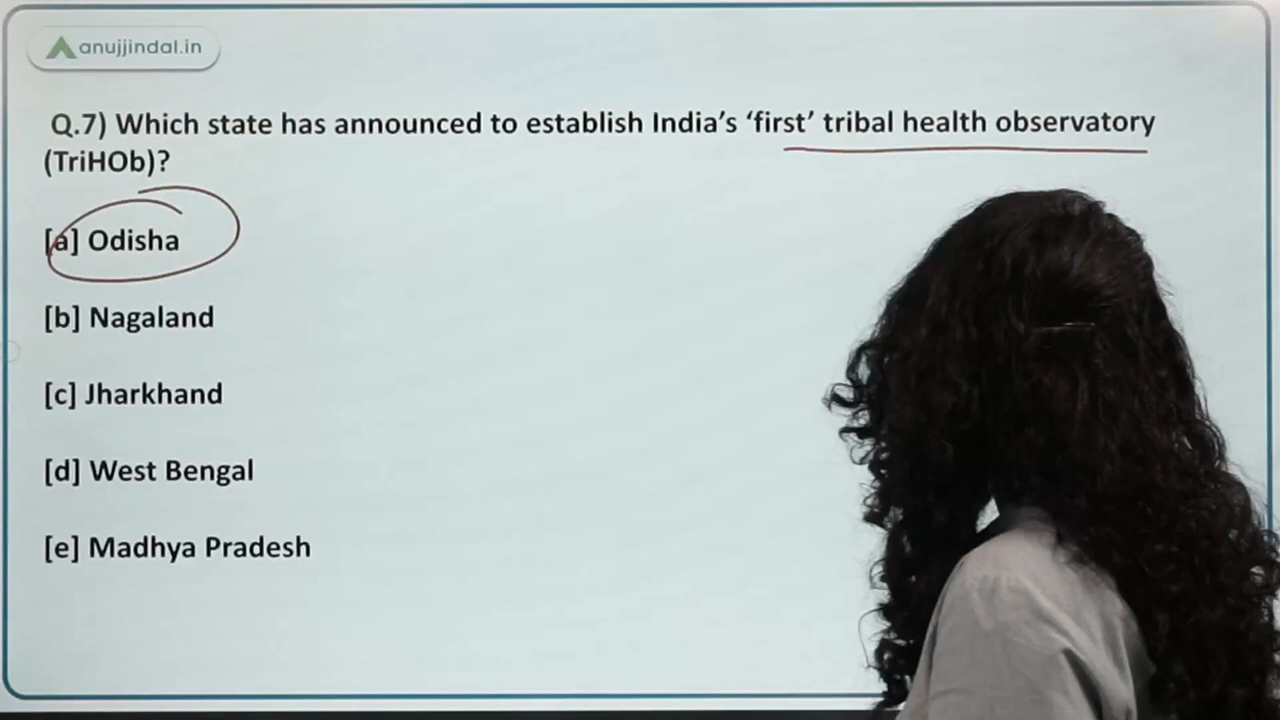 anujjindal.in
Q.7) Which state has announced to establish India's 'first' tribal health observatory
(TriHOb)?
[a] Odisha
[b] Nagaland
[c] Jharkhand
[d] West Bengal
[e] Madhya Pradesh